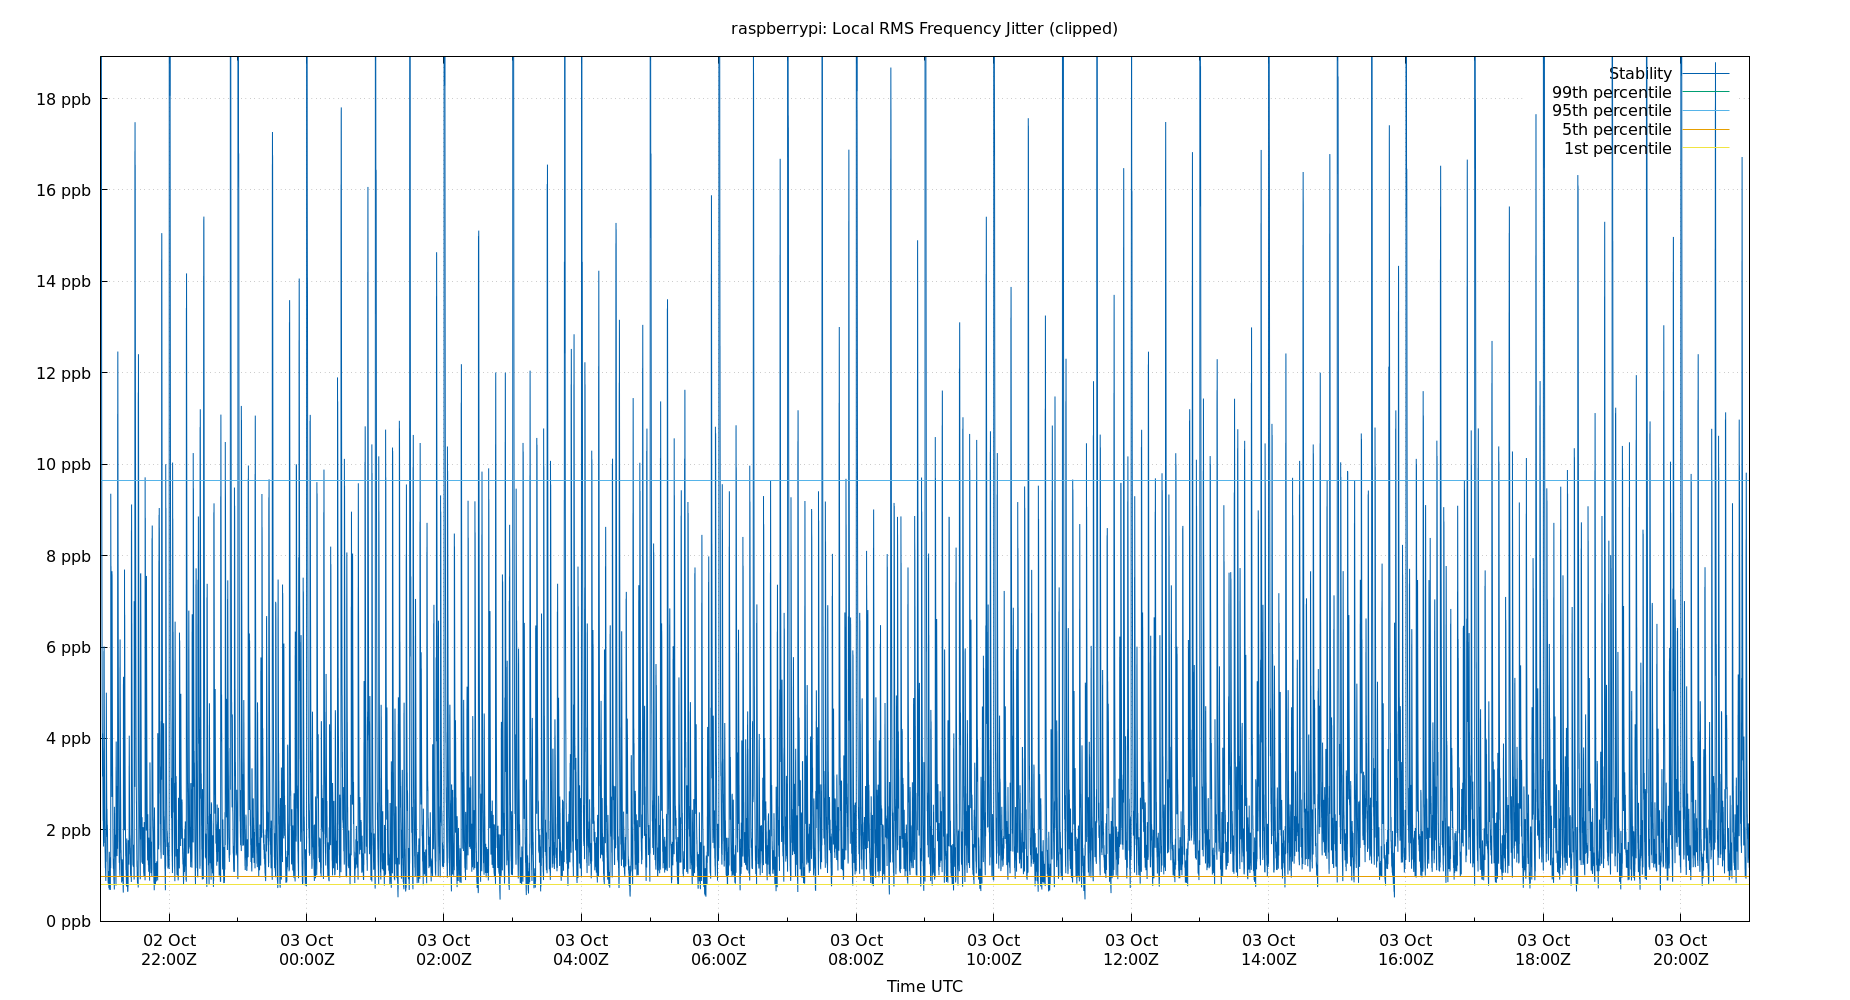 raspberrypi: Local RMS Frequency Jitter (clipped)
Stability
99th percentile
95th percentile
5th percentile
1st percentile
18 ppb
16 ppb
14 ppb
12 ppb
10 ppb
8 ppb
6 ppb
4 ppb
2 ppb
0 ppb
02 Oct 03 Oct 03 Oct 03 Oct 03 Oct 03 Oct 03 Oct 03 Oct 03 Oct 03 Oct 03 Oct 03 Oct
22:00Z 00:00Z 02:00Z 04:00Z 06:00Z 08:00Z 10:00Z 12:00Z 14:00Z 16:00Z 18:00Z 20:00Z
Time UTC